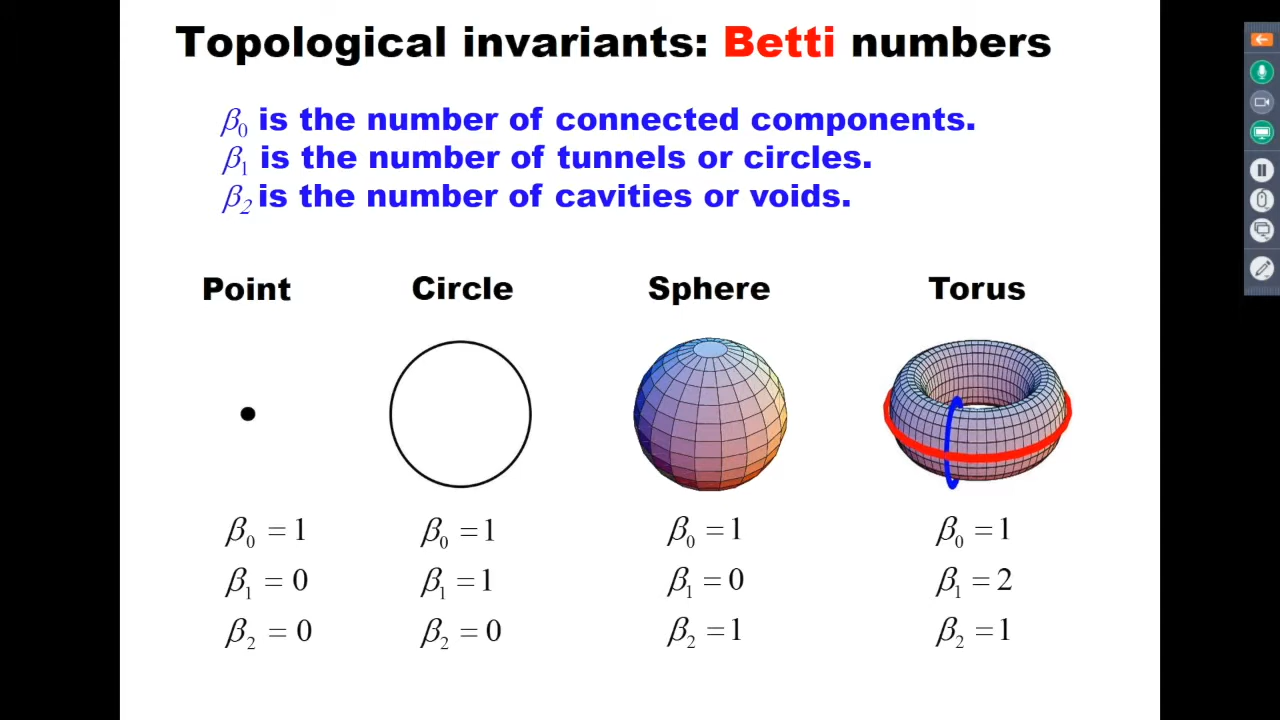 Topological invariants: Betti numbers
β₀ is the number of connected components.
β₁ is the number of tunnels or circles.
β₂ is the number of cavities or voids.
Point Circle Sphere Torus
β₀ = 1 β₀ = 1 β₀ = 1 β₀ = 1
β₁ = 0 β₁ = 1 β₁ = 0 β₁ = 2
β₂ = 0 β₂ = 0 β₂ = 1 β₂ = 1